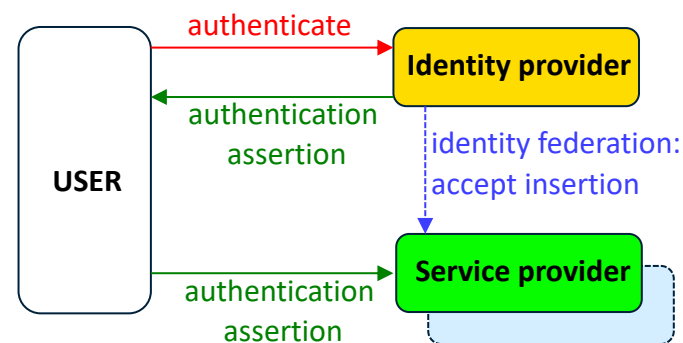 authenticate
Identity provider
authentication
assertion
identity federation:
accept insertion
USER
Service provider
authentication
assertion